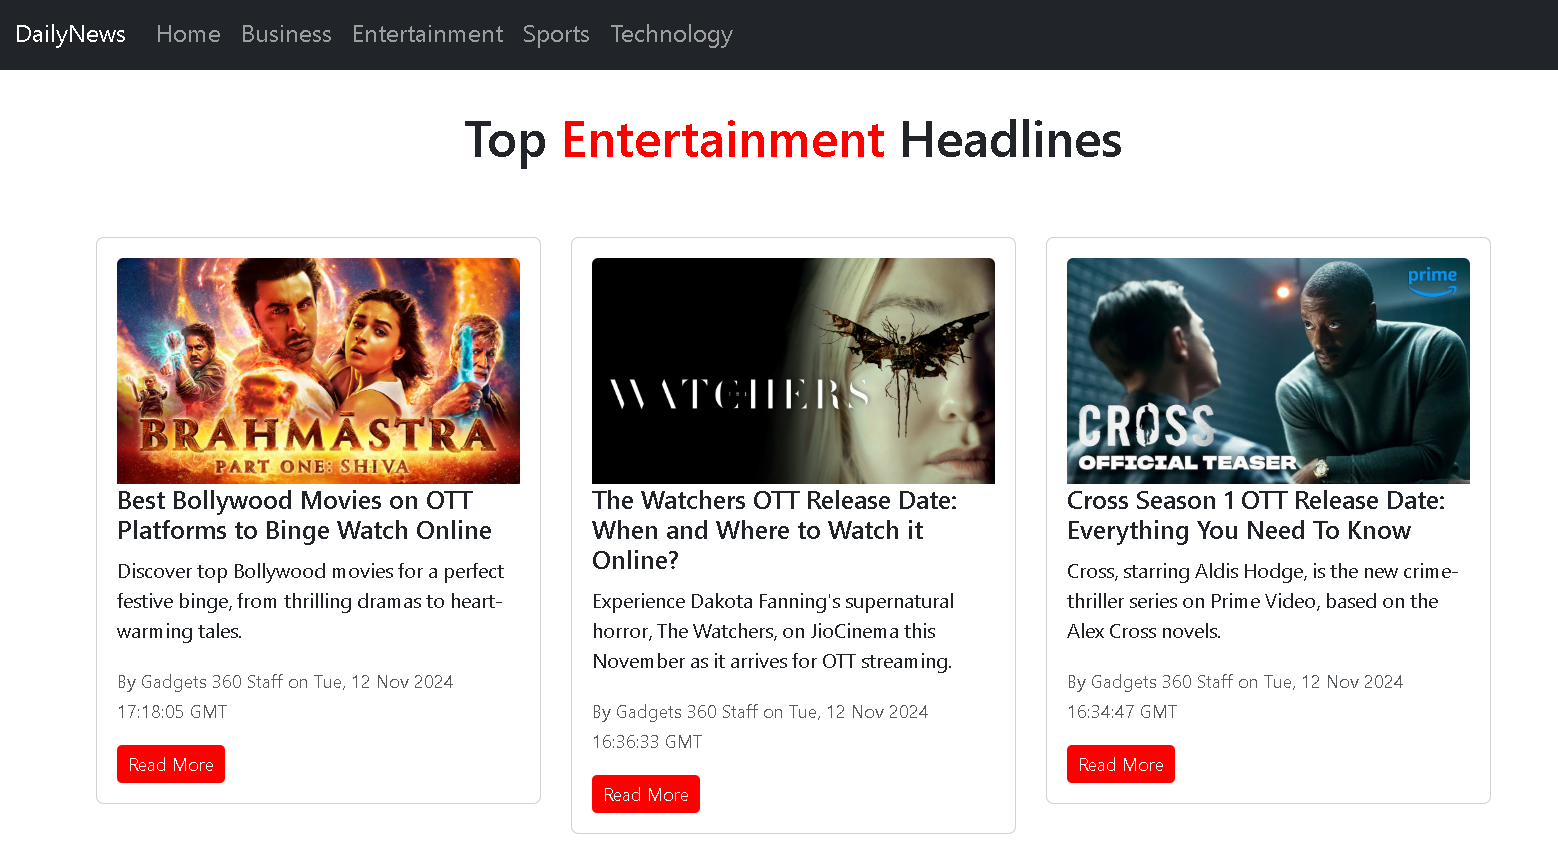 DailyNews Home Business Entertainment Sports Technology
Top Entertainment Headlines
BRAHMĀSTRA
PART ONE: SHIVA
Best Bollywood Movies on OTT
Platforms to Binge Watch Online
Discover top Bollywood movies for a perfect
festive binge, from thrilling dramas to heart-
warming tales.
By Gadgets 360 Staff on Tue, 12 Nov 2024
17:18:05 GMT
Read More
WATCHERS
The Watchers OTT Release Date:
When and Where to Watch it
Online?
Experience Dakota Fanning's supernatural
horror, The Watchers, on JioCinema this
November as it arrives for OTT streaming.
By Gadgets 360 Staff on Tue, 12 Nov 2024
16:36:33 GMT
Read More
prime
CROSS
OFFICIAL TEASER
Cross Season 1 OTT Release Date:
Everything You Need To Know
Cross, starring Aldis Hodge, is the new crime-
thriller series on Prime Video, based on the
Alex Cross novels.
By Gadgets 360 Staff on Tue, 12 Nov 2024
16:34:47 GMT
Read More